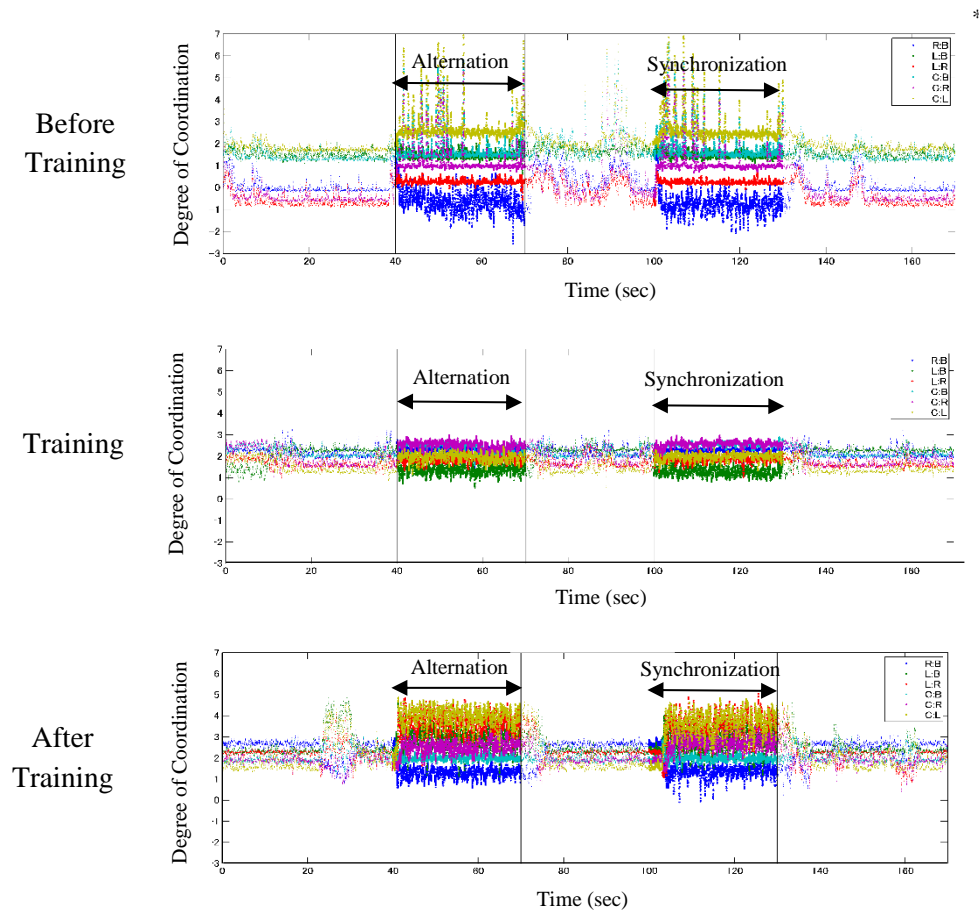 *
Before
Training
Degree of Coordination
7
6
5
4
3
2
1
0
1
2
-3
Alternation
Synchronization
R:B
L:B
L:R
C:B
C:R
C:L
0
20
40
60
80
100
120
140
160
Time (sec)
Training
Degree of Coordination
7
6
5
4
3
2
1
0
-1
-2
-3
Alternation
Synchronization
R:B
L:B
L:R
C:B
C:R
C:L
0
20
40
60
80
100
120
140
160
Time (sec)
After
Training
Degree of Coordination
7
6
5
4
3
2
1
0
-1
-2
-3
Alternation
Synchronization
R:B
L:B
L:R
C:B
C:R
C:L
0
20
40
60
80
100
120
140
160
Time (sec)